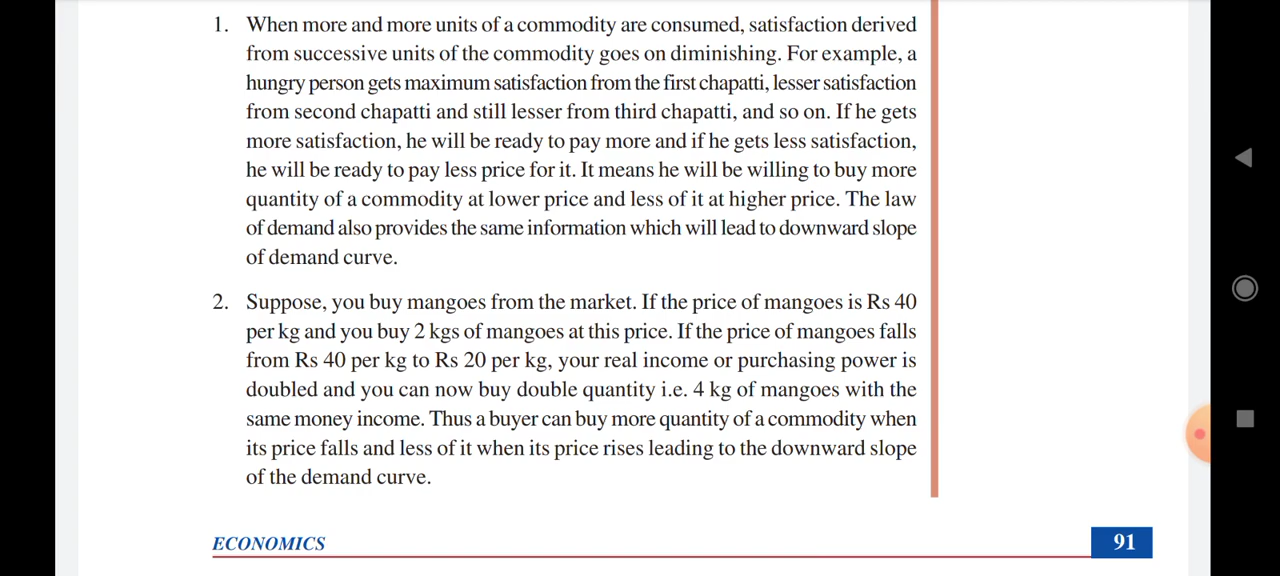 1. When more and more units of a commodity are consumed, satisfaction derived
from successive units of the commodity goes on diminishing. For example, a
hungry person gets maximum satisfaction from the first chapatti, lesser satisfaction
from second chapatti and still lesser from third chapatti, and so on. If he gets
more satisfaction, he will be ready to pay more and if he gets less satisfaction,
he will be ready to pay less price for it. It means he will be willing to buy more
quantity of a commodity at lower price and less of it at higher price. The law
of demand also provides the same information which will lead to downward slope
of demand curve.
2. Suppose, you buy mangoes from the market. If the price of mangoes is Rs 40
per kg and you buy 2 kgs of mangoes at this price. If the price of mangoes falls
from Rs 40 per kg to Rs 20 per kg, your real income or purchasing power is
doubled and you can now buy double quantity i.e. 4 kg of mangoes with the
same money income. Thus a buyer can buy more quantity of a commodity when
its price falls and less of it when its price rises leading to the downward slope
of the demand curve.
ECONOMICS
91